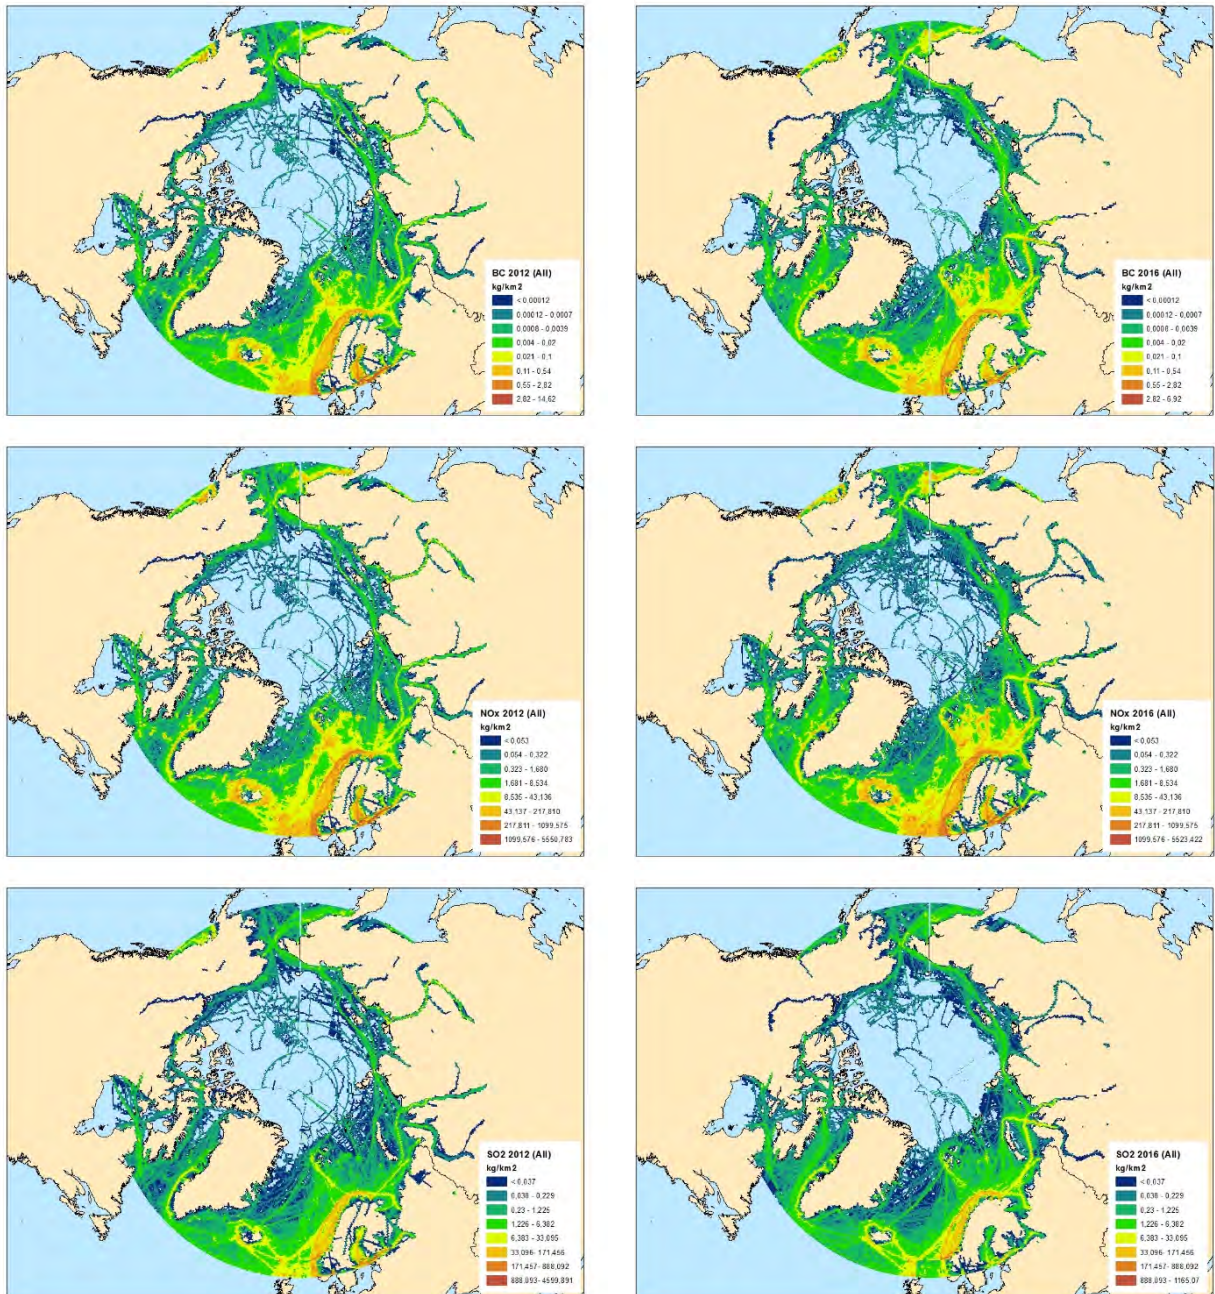 BC 2012 (All)
kg/km2
< 0,00012
0,00012 - 0,0007
0,0008 - 0,0039
0,004 - 0,02
0,021 - 0,1
0,11 - 0,54
0,55 - 2,82
2,82 - 14,62
BC 2016 (All)
kg/km2
< 0,00012
0,00012 - 0,0007
0,0008 - 0,0039
0,004 - 0,02
0,021 - 0,1
0,11 - 0,54
0,55 - 2,82
2,82 - 6,92
NOx 2012 (All)
kg/km2
< 0,053
0,054 - 0,322
0,323 - 1,680
1,681 - 8,534
8,535 - 43,136
43,137 - 217,810
217,811 - 1099,575
1099,576 - 5550,783
NOx 2016 (All)
kg/km2
< 0,053
0,054 - 0,322
0,323 - 1,680
1,681 - 8,534
8,535 - 43,136
43,137 - 217,810
217,811 - 1099,575
1099,576 - 5523,422
SO2 2012 (All)
kg/km2
< 0,037
0,038 - 0,229
0,23 - 1,225
1,226 - 6,382
6,383 - 33,095
33,096- 171,456
171,457- 888,092
888,093- 4599,891
SO2 2016 (All)
kg/km2
< 0,037
0,038 - 0,229
0,23 - 1,225
1,226 - 6,382
6,383 - 33,095
33,096- 171,456
171,457- 888,092
888,093 - 1165,07